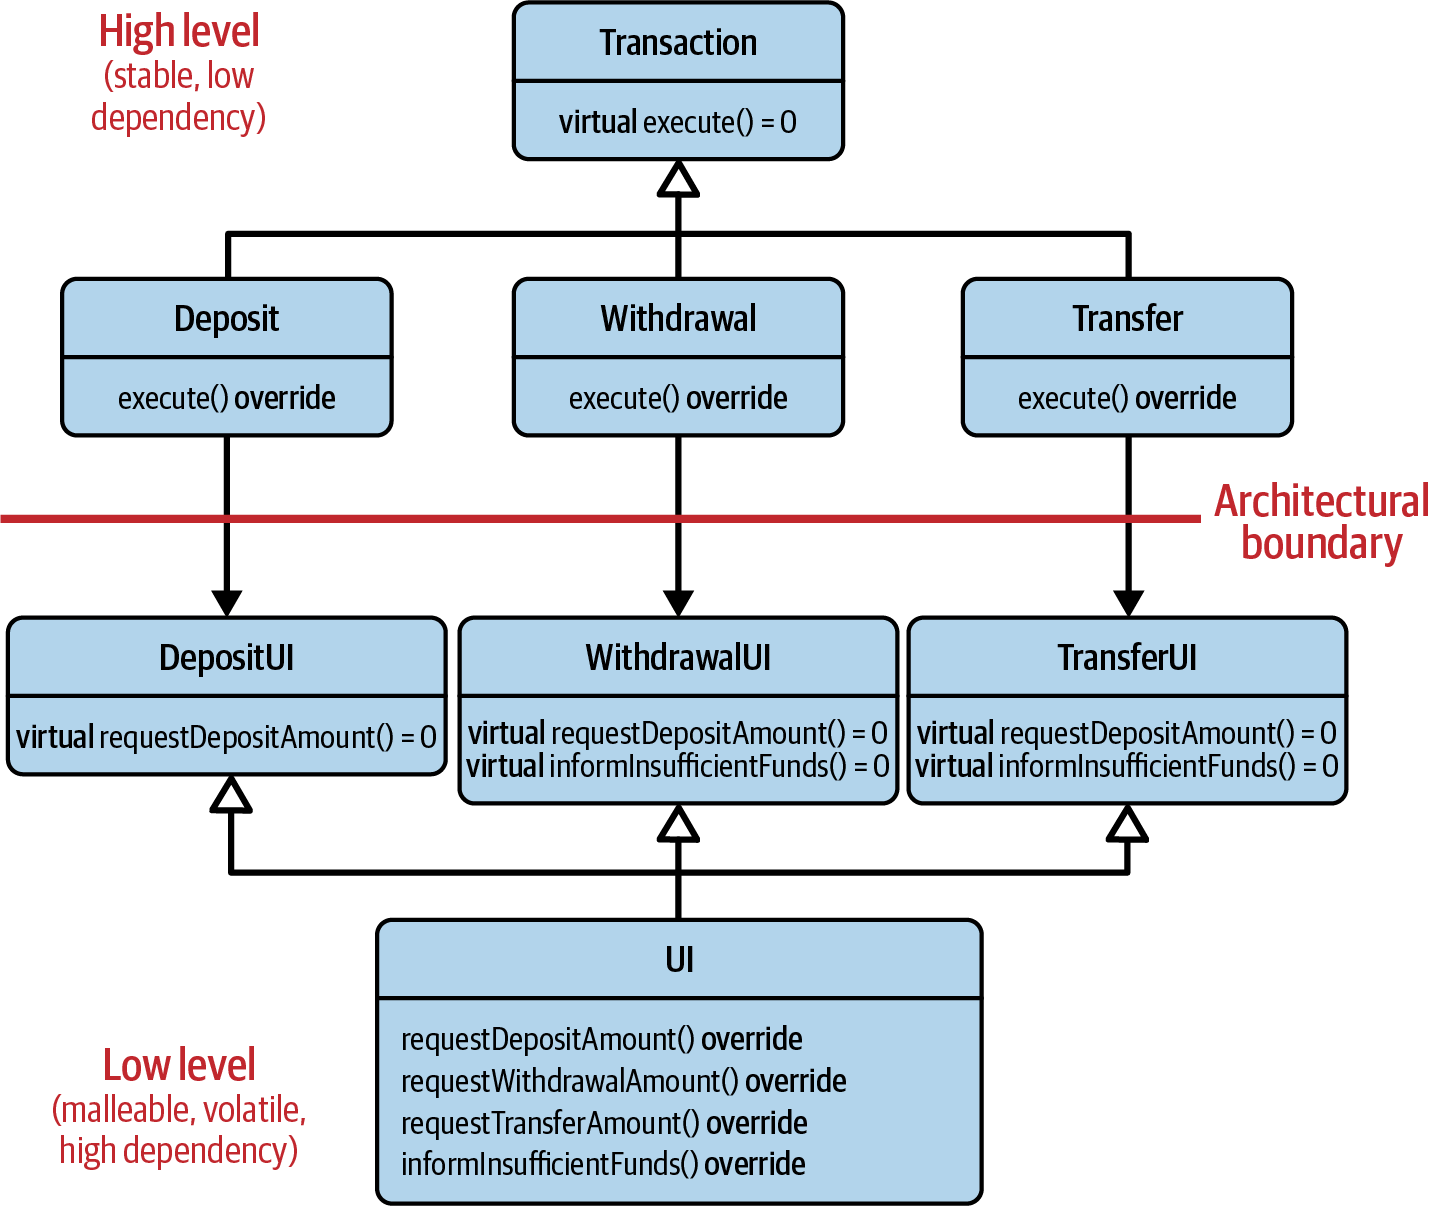 High level
(stable, low
dependency)
Transaction
virtual execute() = 0
Deposit
execute() override
Withdrawal
execute() override
Transfer
execute() override
Architectural
boundary
DepositUI
virtual requestDepositAmount() = 0
WithdrawalUI
virtual requestDepositAmount() = 0
virtual informInsufficientFunds() = 0
TransferUI
virtual requestDepositAmount() = 0
virtual informInsufficientFunds() = 0
UI
requestDepositAmount() override
requestWithdrawalAmount() override
requestTransferAmount() override
informInsufficientFunds() override
Low level
(malleable, volatile,
high dependency)